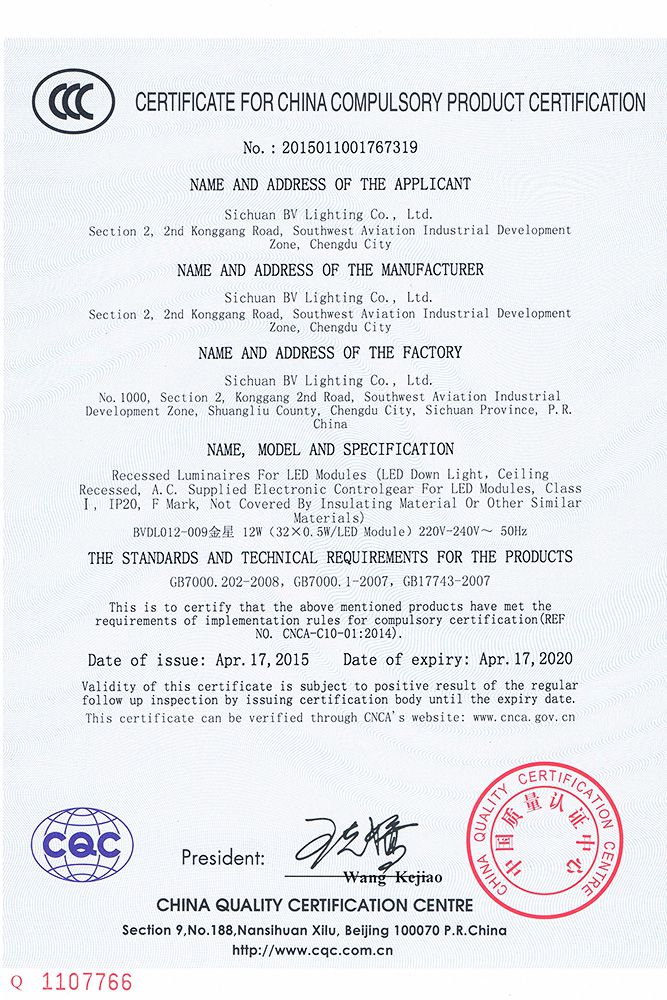 CCC
CERTIFICATE FOR CHINA COMPULSORY PRODUCT CERTIFICATION
No. : 2015011001767319
NAME AND ADDRESS OF THE APPLICANT
Sichuan BV Lighting Co., Ltd.
Section 2, 2nd Konggang Road, Southwest Aviation Industrial Development
Zone, Chengdu City
NAME AND ADDRESS OF THE MANUFACTURER
Sichuan BV Lighting Co., Ltd.
Section 2, 2nd Konggang Road, Southwest Aviation Industrial Development
Zone, Chengdu City
NAME AND ADDRESS OF THE FACTORY
Sichuan BV Lighting Co., Ltd.
No. 1000, Section 2, Konggang 2nd Road, Southwest Aviation Industrial
Development Zone, Shuangliu County, Chengdu City, Sichuan Province, P. R.
China
NAME, MODEL AND SPECIFICATION
Recessed Luminaires For LED Modules (LED Down Light, Ceiling
Recessed, A.C. Supplied Electronic Controlgear For LED Modules, Class
Ⅰ, IP20, F Mark, Not Covered By Insulating Material Or Other Similar
Materials)
BVDL012-009金星 12W (32×0.5W/LED Module) 220V-240V~ 50Hz
THE STANDARDS AND TECHNICAL REQUIREMENTS FOR THE PRODUCTS
GB7000.202-2008, GB7000.1-2007, GB17743-2007
This is to certify that the above mentioned products have met the
requirements of implementation rules for compulsory certification(REF
NO. CNCA-C10-01:2014).
Date of issue: Apr. 17, 2015 Date of expiry: Apr. 17, 2020
Validity of this certificate is subject to positive result of the regular
follow up inspection by issuing certification body until the expiry date.
This certificate can be verified through CNCA's website: www.cnca.gov.cn
CQC
President:
王克娇
Wang Kejiao
CHINA QUALITY CERTIFICATION CENTRE
中国质量认证中心
CHINA QUALITY CERTIFICATION CENTRE
Section 9,No.188,Nansihuan Xilu, Beijing 100070 P.R.China
http://www.cqc.com.cn
Q 1107766